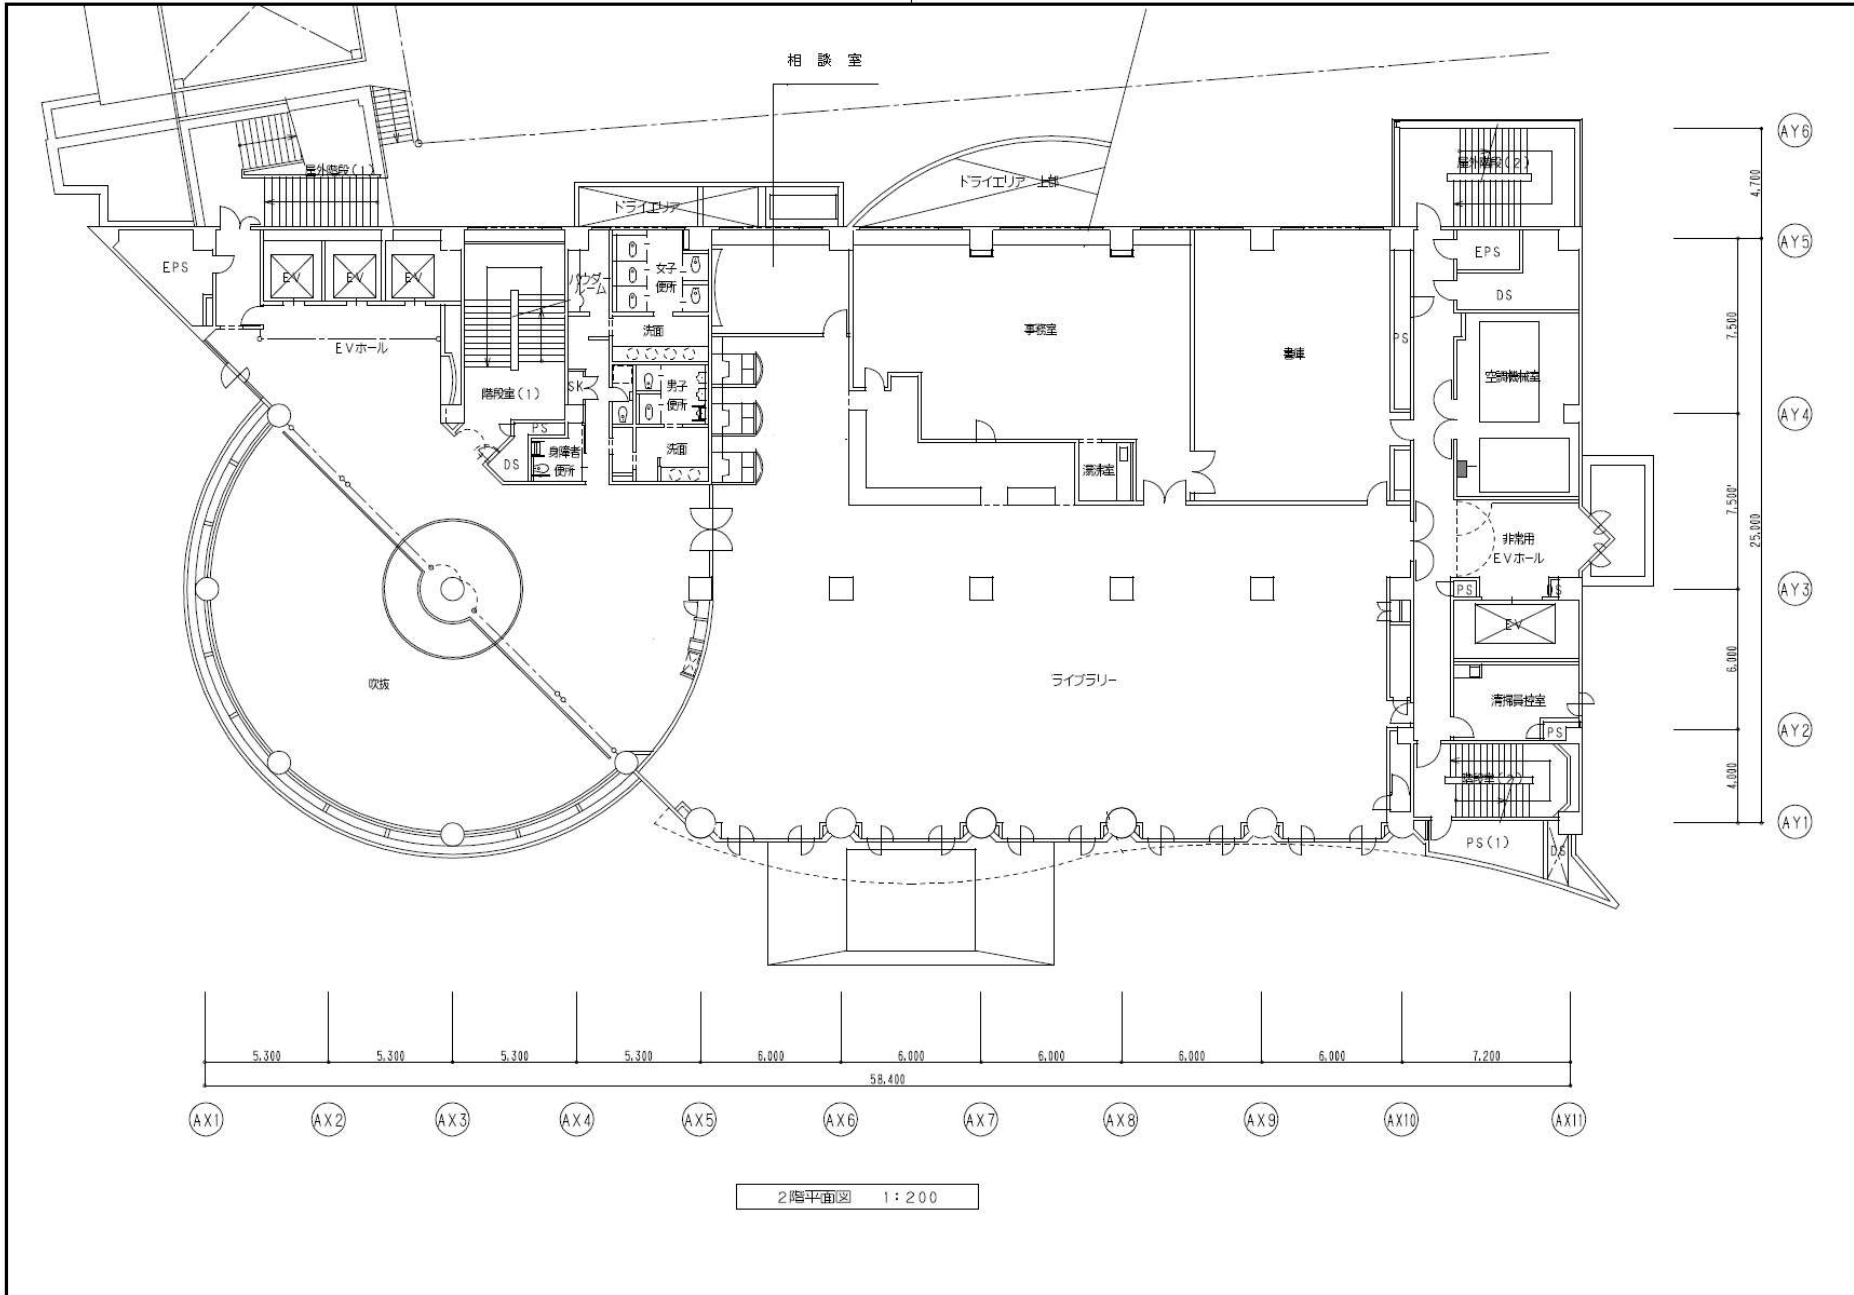 相 談 室
屋外階段(1)
ドライエリア
ドライエリア 上部
屋外階段(2)
AY6
4,700
AY5
EPS
EV
EV
EV
パウダー
ルーム
女子
便所
EPS
DS
事務室
洗面
EVホール
書庫
PS
7,500
空調機械室
階段室(1)
SK
男子
便所
AY4
PS
DS
身障者
便所
洗面
湯沸室
7,500
25,000
非常用
EVホール
PS
DS
AY3
EV
吹抜
ライブラリー
6,000
清掃員控室
PS
AY2
階段室(2)
4,000
AY1
PS(1)
DS
5,300
5,300
5,300
5,300
6,000
6,000
6,000
6,000
6,000
7,200
58,400
AX1
AX2
AX3
AX4
AX5
AX6
AX7
AX8
AX9
AX10
AX11
2階平面図 1:200